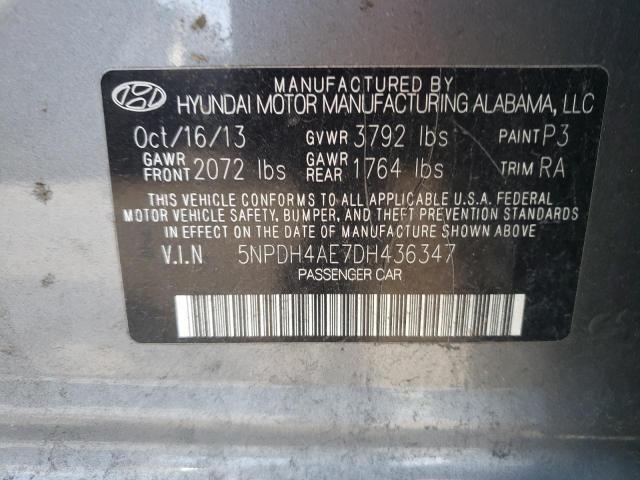 MANUFACTURED BY
HYUNDAI MOTOR MANUFACTURING ALABAMA, LLC
Oct/16/13 GVWR 3792 lbs PAINT P3
GAWR FRONT 2072 lbs GAWR REAR 1764 lbs TRIM RA
THIS VEHICLE CONFORMS TO ALL APPLICABLE U.S.A. FEDERAL
MOTOR VEHICLE SAFETY, BUMPER, AND THEFT PREVENTION
STANDARDS IN EFFECT ON THE DATE OF MANUFACTURE SHOWN ABOVE.
V.I.N 5NPDH4AE7DH436347
PASSENGER CAR